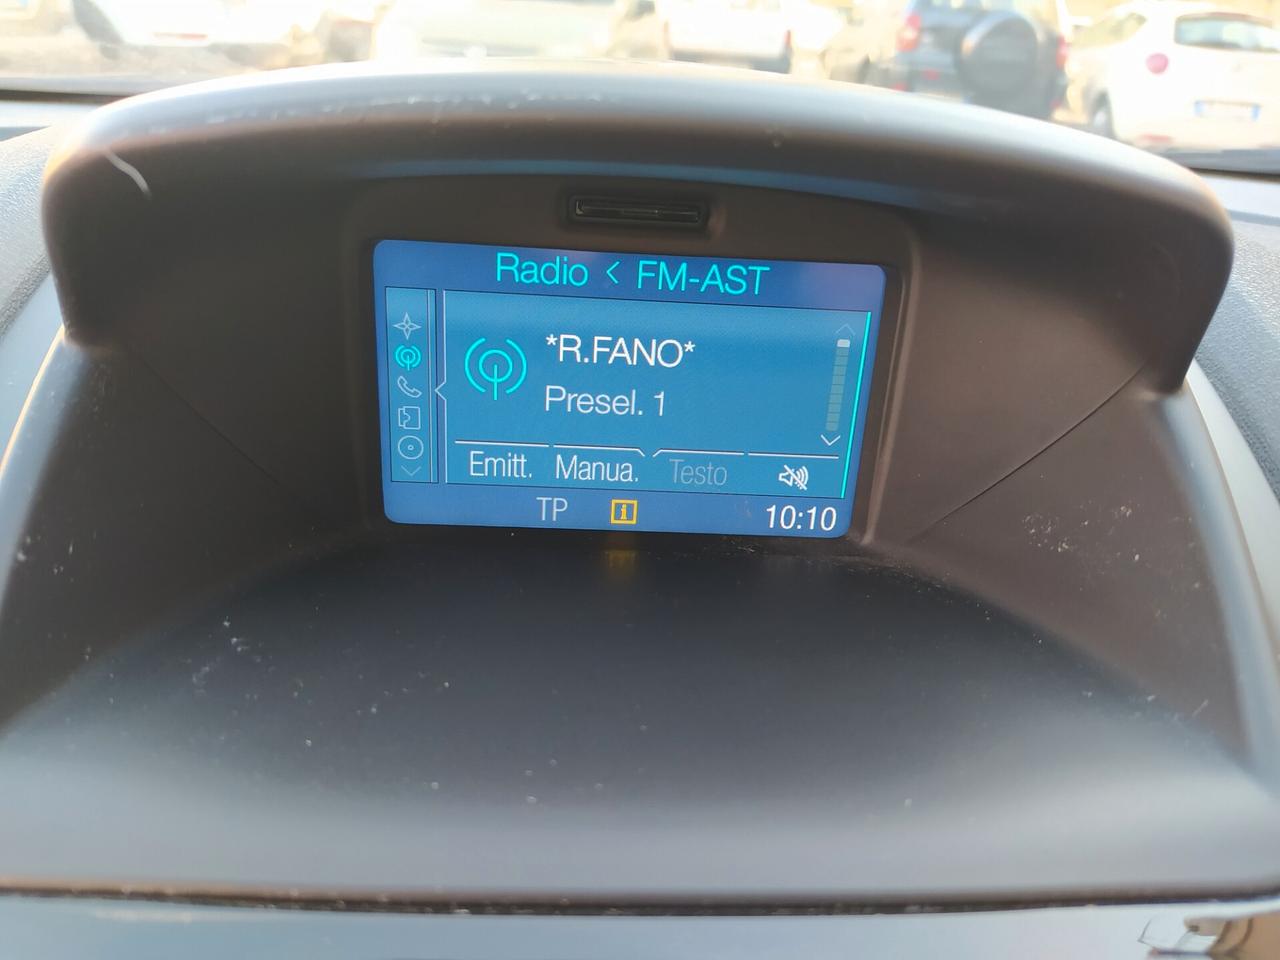 Radio < FM-AST
*R.FANO*
Presel. 1
Emitt. Manua. Testo
TP i 10:10